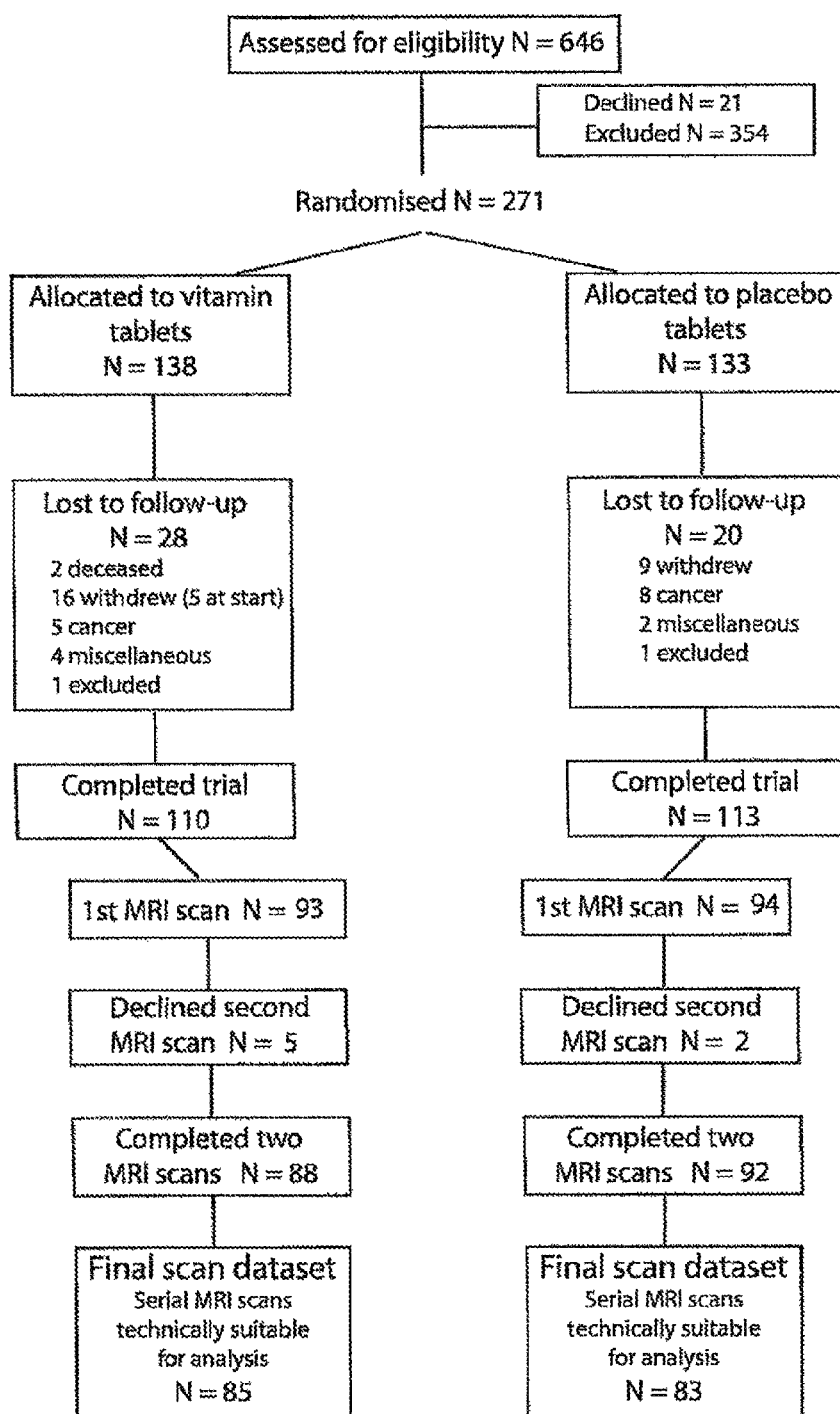 Assessed for eligibility N = 646
Declined N = 21
Excluded N = 354
Randomised N = 271
Allocated to vitamin
tablets
N = 138
Allocated to placebo
tablets
N = 133
Lost to follow-up
N = 28
2 deceased
16 withdrew (5 at start)
5 cancer
4 miscellaneous
1 excluded
Lost to follow-up
N = 20
9 withdrew
8 cancer
2 miscellaneous
1 excluded
Completed trial
N = 110
Completed trial
N = 113
1st MRI scan N = 93
1st MRI scan N = 94
Declined second
MRI scan N = 5
Declined second
MRI scan N = 2
Completed two
MRI scans N = 88
Completed two
MRI scans N = 92
Final scan dataset
Serial MRI scans
technically suitable
for analysis
N = 85
Final scan dataset
Serial MRI scans
technically suitable
for analysis
N = 83